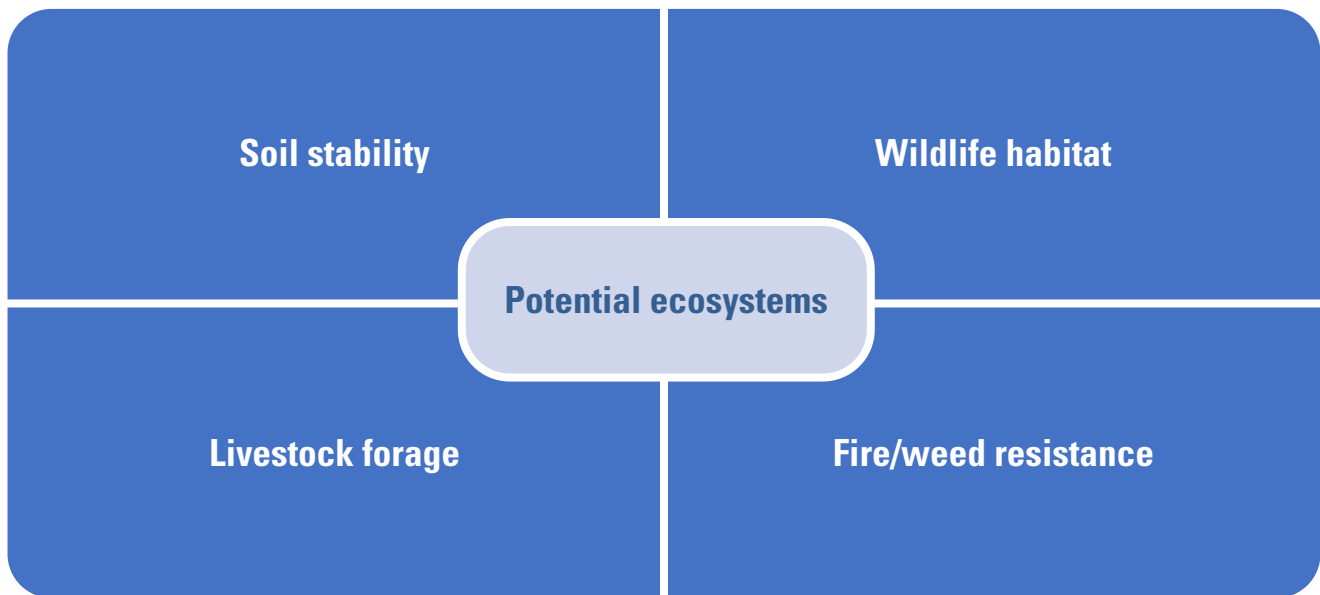 Soil stability
Wildlife habitat
Potential ecosystems
Livestock forage
Fire/weed resistance